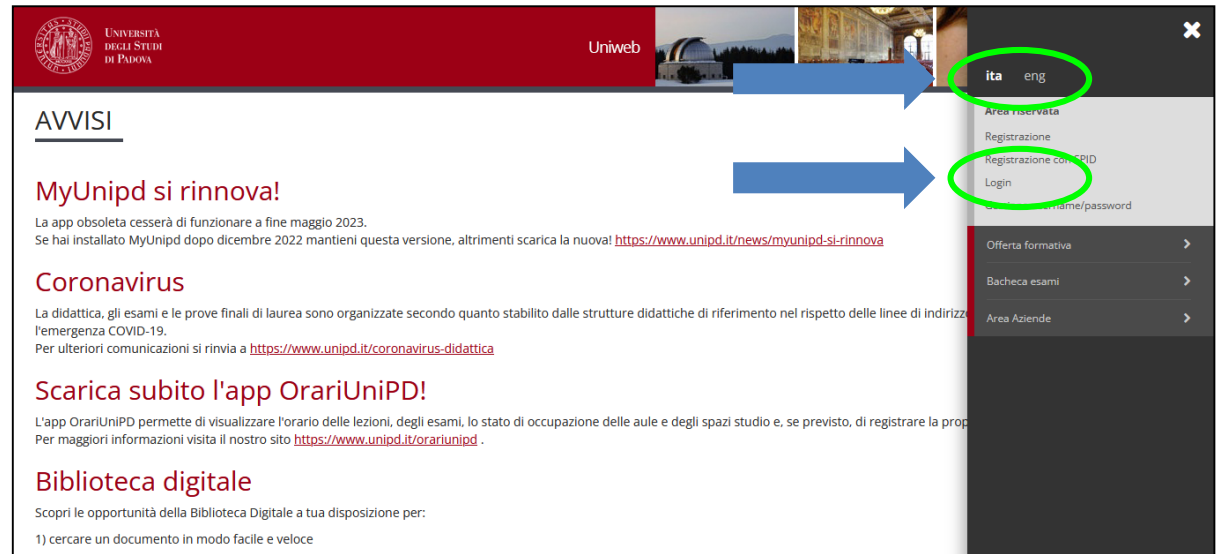 UNIVERSITÀ
DEGLI STUDI
DI PADOVA
Uniweb
ita eng
AVVISI
MyUnipd si rinnova!
La app obsoleta cesserà di funzionare a fine maggio 2023.
Se hai installato MyUnipd dopo dicembre 2022 mantieni questa versione, altrimenti scarica la nuova! https://www.unipd.it/news/myunipd-si-rinnova
Coronavirus
La didattica, gli esami e le prove finali di laurea sono organizzate secondo quanto stabilito dalle strutture didattiche di riferimento nel rispetto delle linee di
l'emergenza COVID-19.
Per ulteriori comunicazioni si rinvia a https://www.unipd.it/coronavirus-didattica
Scarica subito l'app OrariUniPD!
L'app OrariUniPD permette di visualizzare l'orario delle lezioni, degli esami, lo stato di occupazione delle aule e degli spazi studio e, se previsto, di registrare la
Per maggiori informazioni visita il nostro sito https://www.unipd.it/orariunipd .
Biblioteca digitale
Scopri le opportunità della Biblioteca Digitale a tua disposizione per:
1) cercare un documento in modo facile e veloce
Area riservata
Registrazione
Registrazione con SPID
Login
Offerta formativa
Bacheca esami
Area Aziende